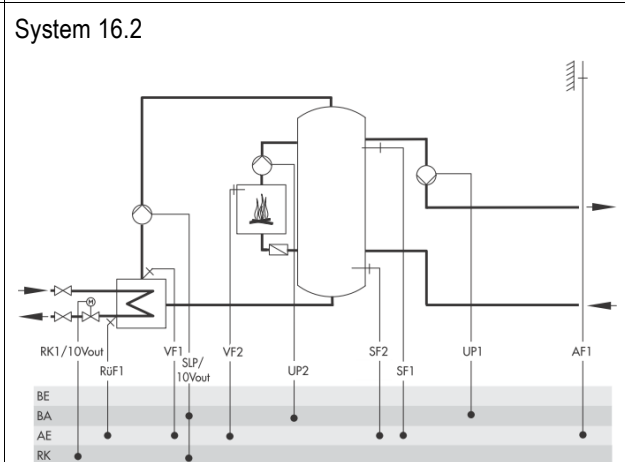 System 16.2
M
RK1/10Vout
RüF1
VF1
SLP/
10Vout
VF2
UP2
SF2
SF1
UP1
AF1
BE
BA
AE
RK